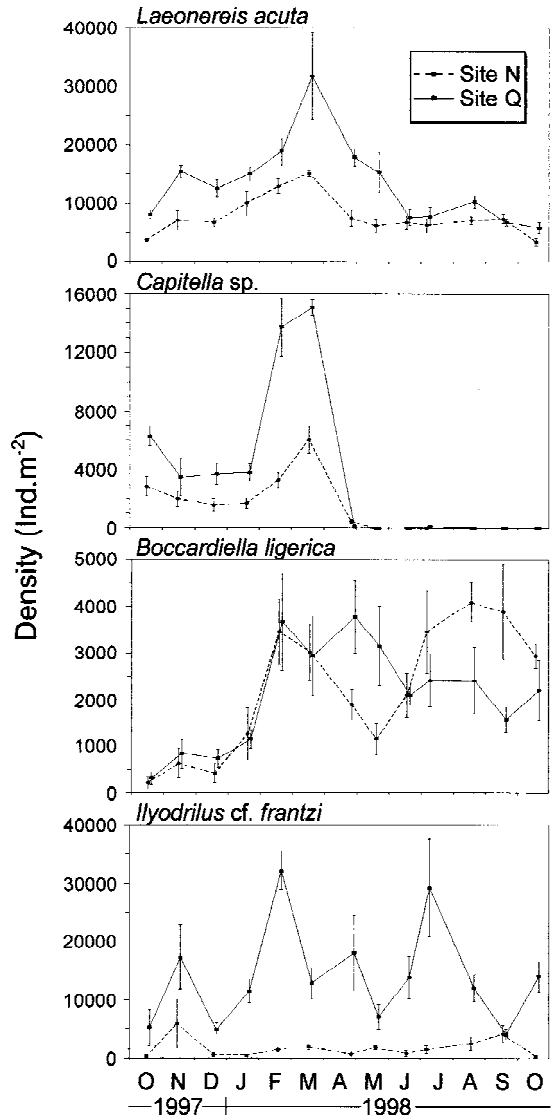 Laeonereis acuta
40000
30000
20000
10000
0
Site N
Site Q
Capitella sp.
16000
12000
8000
4000
0
Density (Ind.m-2)
Boccardiella ligerica
5000
4000
3000
2000
1000
0
Ilyodrilus cf. frantzi
40000
30000
20000
10000
0
O N D J F M A M J J A S O
1997 1998